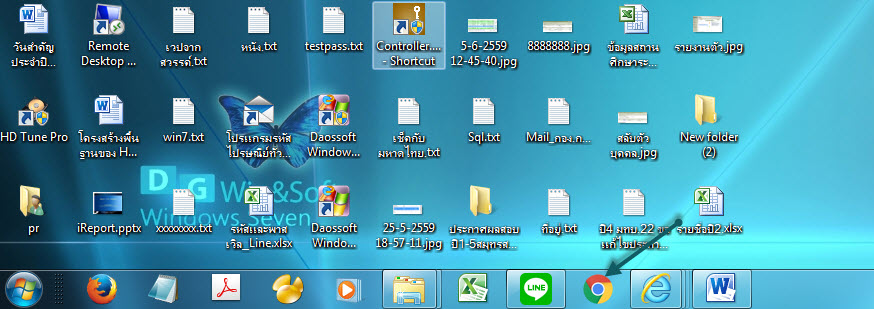 วันสำคัญ
ประจำปี...
Remote
Desktop ...
เวปจาก
สวรรค์.txt
หนัง.txt
testpass.txt
Controller....
- Shortcut
5-6-2559
12-45-40.jpg
8888888.jpg
ข้อมูลสถาน
ศึกษาระ...
รายงานตัว.jpg
HD Tune Pro
โครงสร้างพื้น
ฐานของ H...
win7.txt
โปรแกรมรหัส
ไปรษณีย์ทั่ว...
Daossoft
Window...
เช็ดกับ
มหาดไทย.txt
Sql.txt
Mail_กอง.ก...
สลับตัว
บุคคล.jpg
New folder
(2)
pr
iReport.pptx
xxxxxxxx.txt
รหัสและพาส
เวิล_Line.xlsx
Daossoft
Windo...
25-5-2559
18-57-11.jpg
ประกาศผลสอบ
ปี1-5สมุทรส...
ที่อยู่.txt
ปี4 มทบ.22 ขอ
แก้ไขประกา...
รายชื่อปี2.xlsx
DG Win&Soft
Windows Seven
LINE